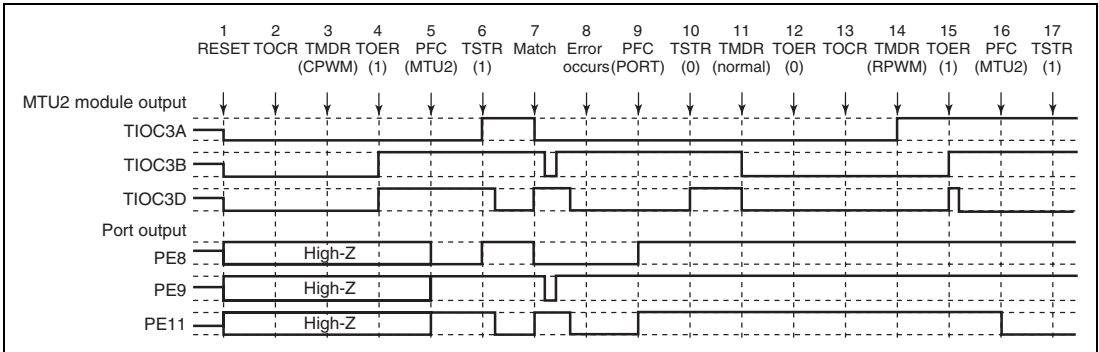 1 2 3 4 5 6 7 8 9 10 11 12 13 14 15 16 17
RESET TOCR TMDR TOER PFC TSTR Match Error PFC TSTR TMDR TOER TOCR TMDR TOER PFC TSTR
(CPWM) (1) (MTU2) (1) occurs (PORT) (0) (normal) (0) (RPWM) (1) (MTU2) (1)
MTU2 module output
TIOC3A
TIOC3B
TIOC3D
Port output
PE8 High-Z
PE9 High-Z
PE11 High-Z